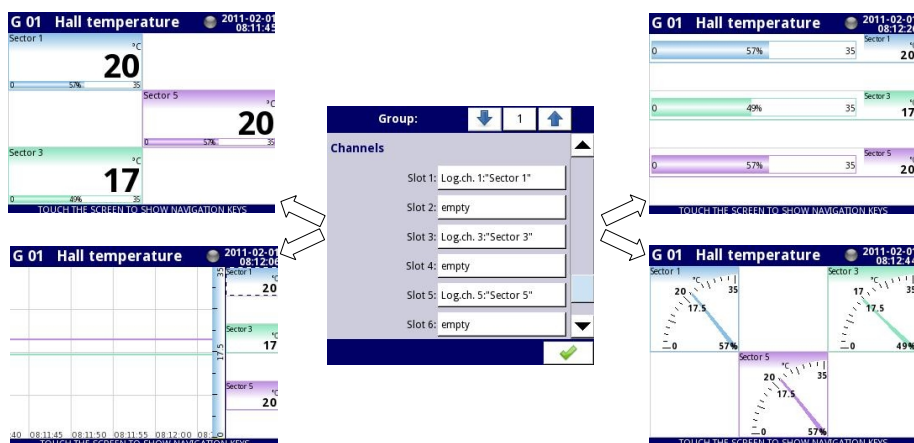 G 01 Hall temperature 2011-02-01
08:11:45
Sector 1
°C
20
0 57% 35
Sector 5
°C
20
0 57% 35
Sector 3
°C
17
0 49% 35
TOUCH THE SCREEN TO SHOW NAVIGATION KEYS
G 01 Hall temperature 2011-02-01
08:12:06
35
Sector 1
°C
20
Sector 3
°C
17
17.5
Sector 5
°C
20
:40 08:11:45 08:11:50 08:11:55 08:12:00 08: 0
TOUCH THE SCREEN TO SHOW NAVIGATION KEYS
Group: 1
Channels
Slot 1: Log.ch. 1:"Sector 1"
Slot 2: empty
Slot 3: Log.ch. 3:"Sector 3"
Slot 4: empty
Slot 5: Log.ch. 5:"Sector 5"
Slot 6: empty
G 01 Hall temperature 2011-02-01
Sector 1
0 57% 35
20
Sector 3
0 49% 35
17
Sector 5
0 57% 35
20
TOUCH THE SCREEN TO SHOW NAVIGATION KEYS
G 01 Hall temperature 2011-02-01
08:12:44
Sector 1
°C
20 35
17.5
0 57%
Sector 3
°C
17 35
17.5
0 49%
Sector 5
°C
20 35
17.5
0 57%
TOUCH THE SCREEN TO SHOW NAVIGATION KEYS